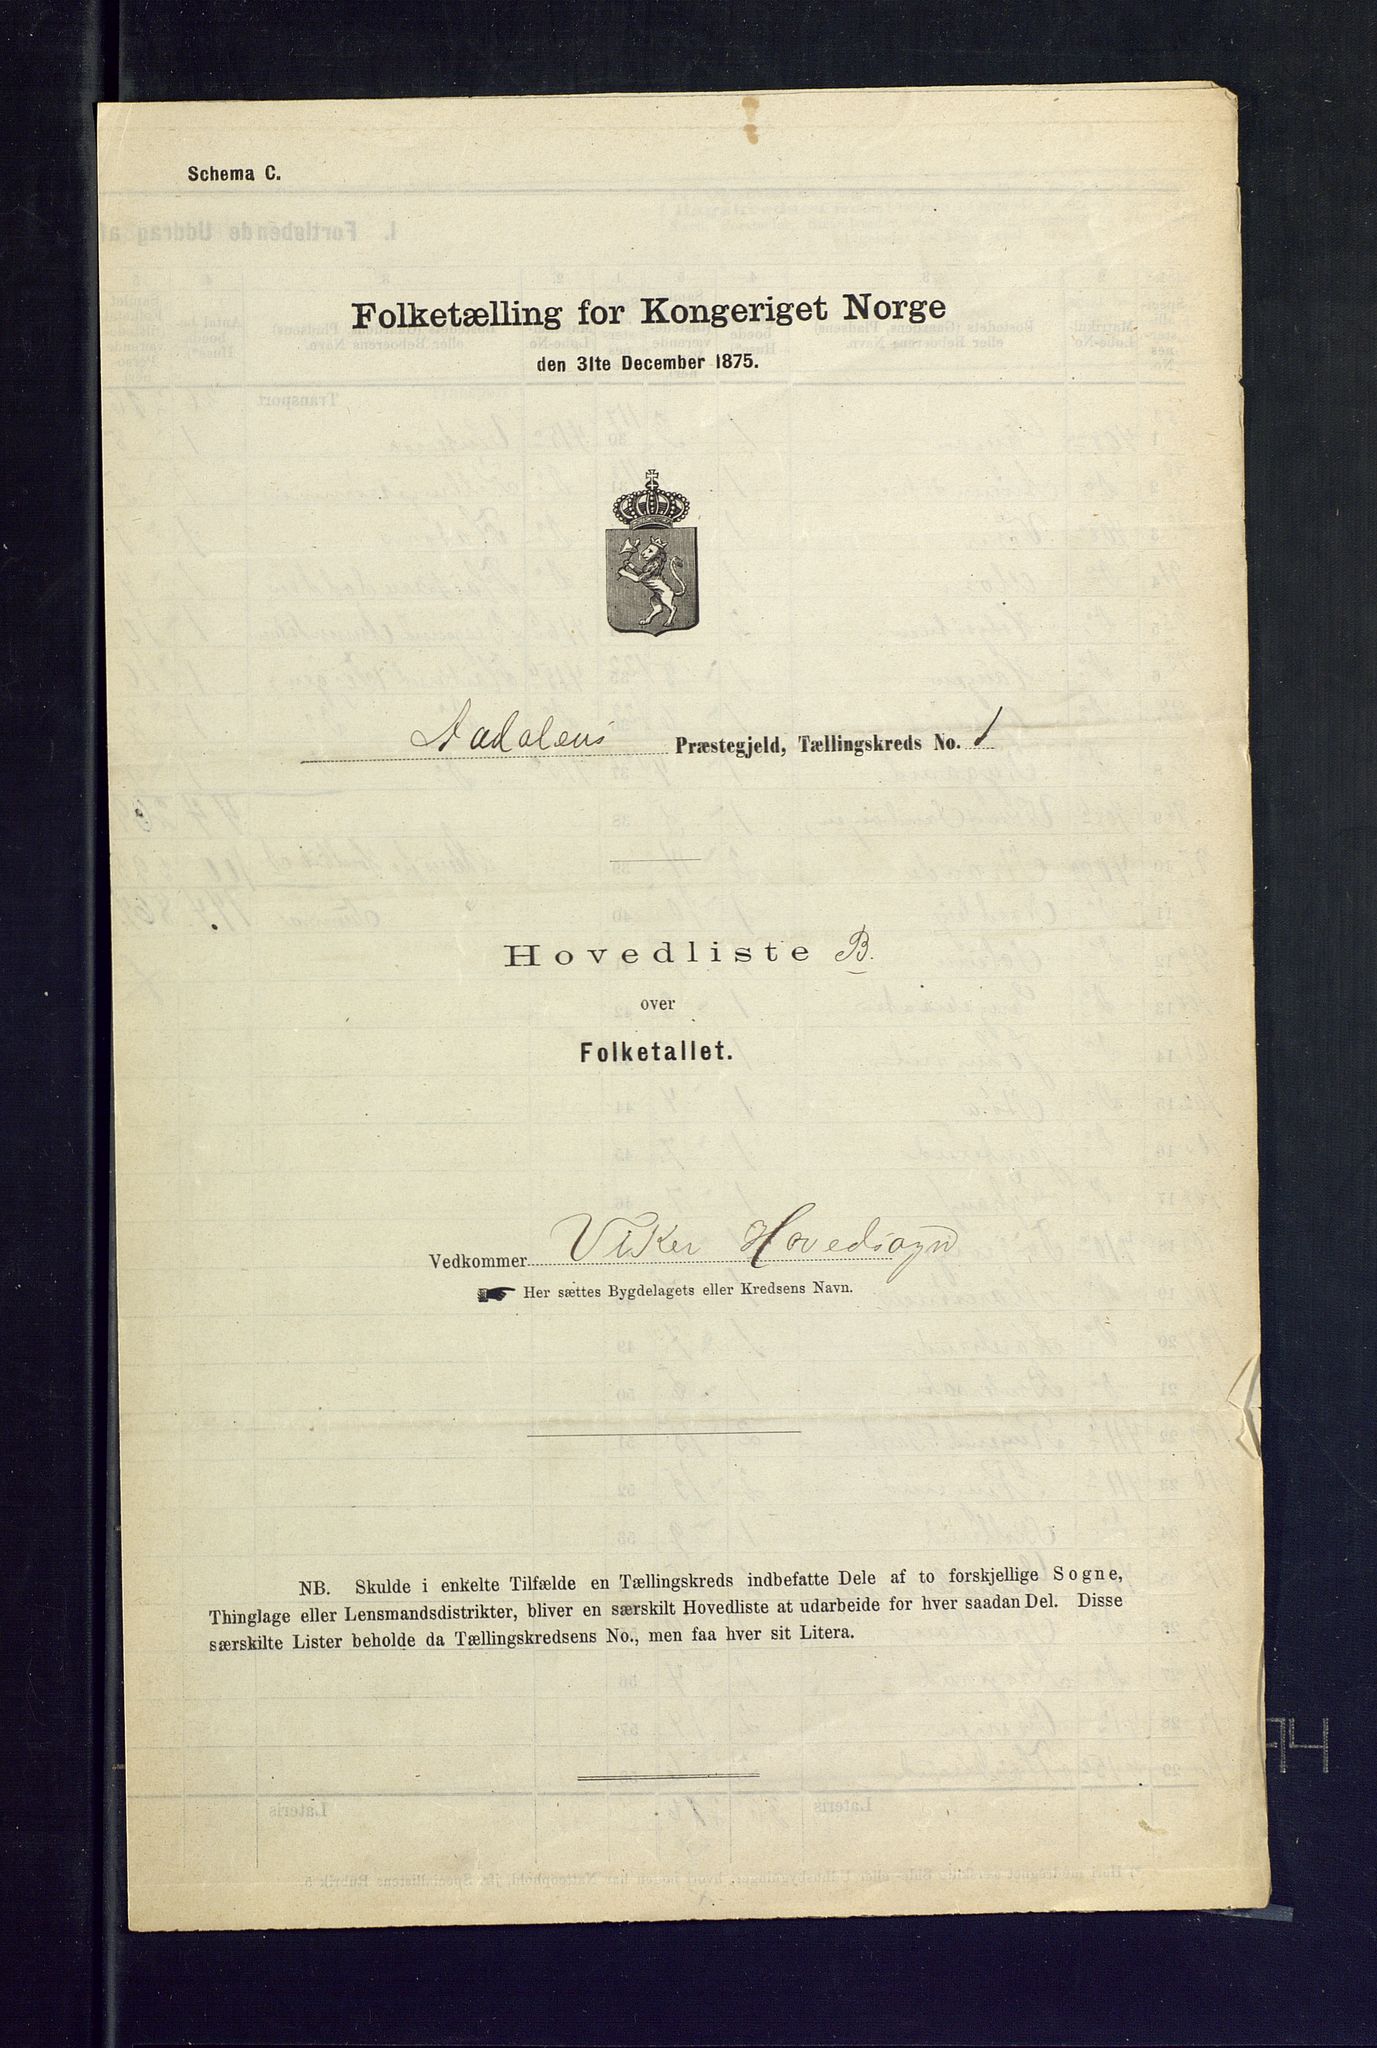 Schema C.
Folketælling for Kongeriget Norge
den 31te December 1875.
Aadalens Præstegjeld, Tællingskreds No. 1
Hovedliste B.
over
Folketallet.
Vedkommer Viker Hovedsogn
Her sættes Bygdelagets eller Kredsens Navn.
NB. Skulde i enkelte Tilfælde en Tællingskreds indbefatte Dele af to forskjellige Sogne,
Thinglage eller Lensmandsdistrikter, bliver en særskilt Hovedliste at udarbeide for hver saadan Del. Disse
særskilte Lister beholde da Tællingskredsens No., men faa hver sit Litera.